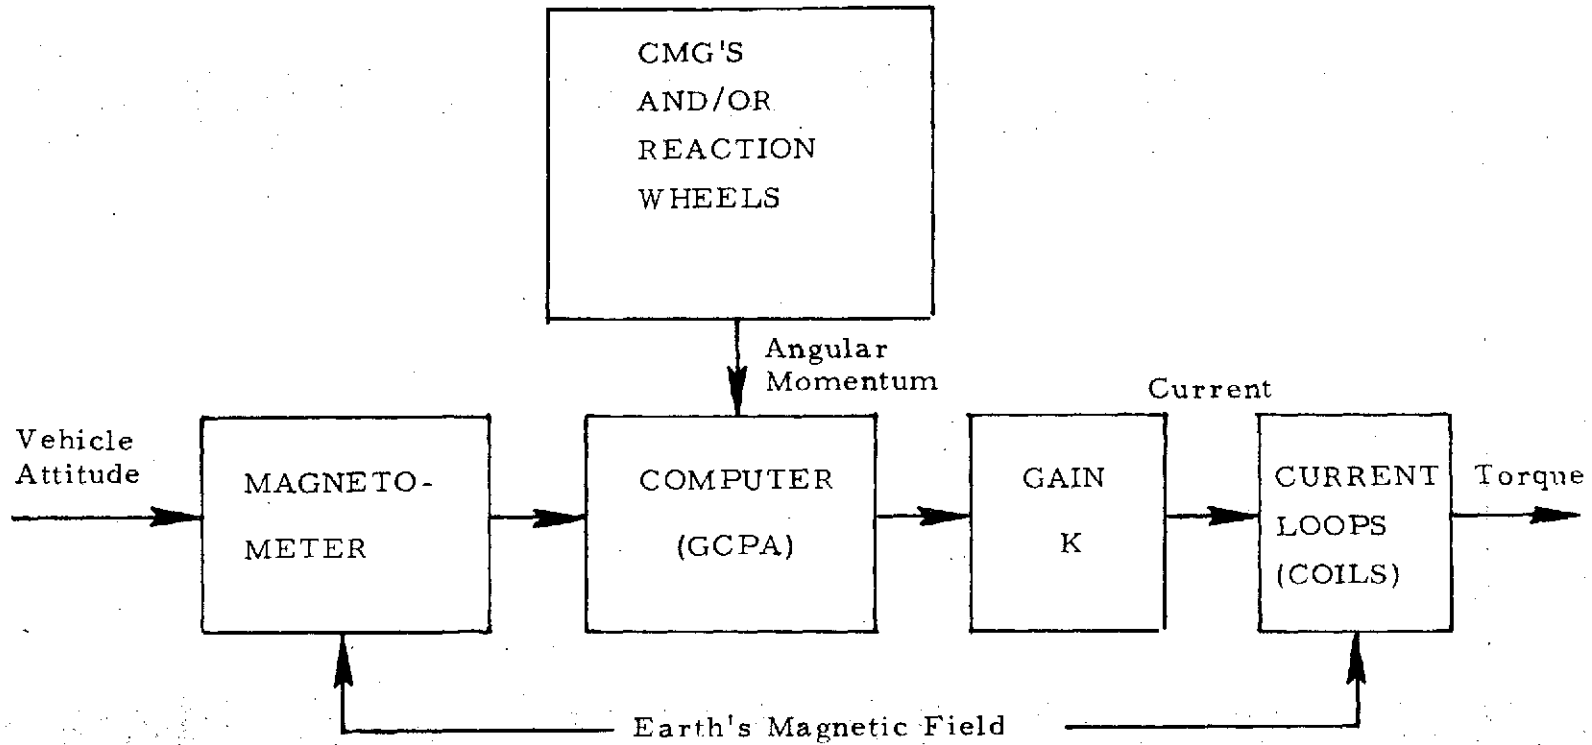 CMG'S
AND/OR
REACTION
WHEELS
Angular
Momentum
Current
Vehicle
Attitude
MAGNETO-
METER
COMPUTER
(GCPA)
GAIN
K
CURRENT
LOOPS
(COILS)
Torque
Earth's Magnetic Field